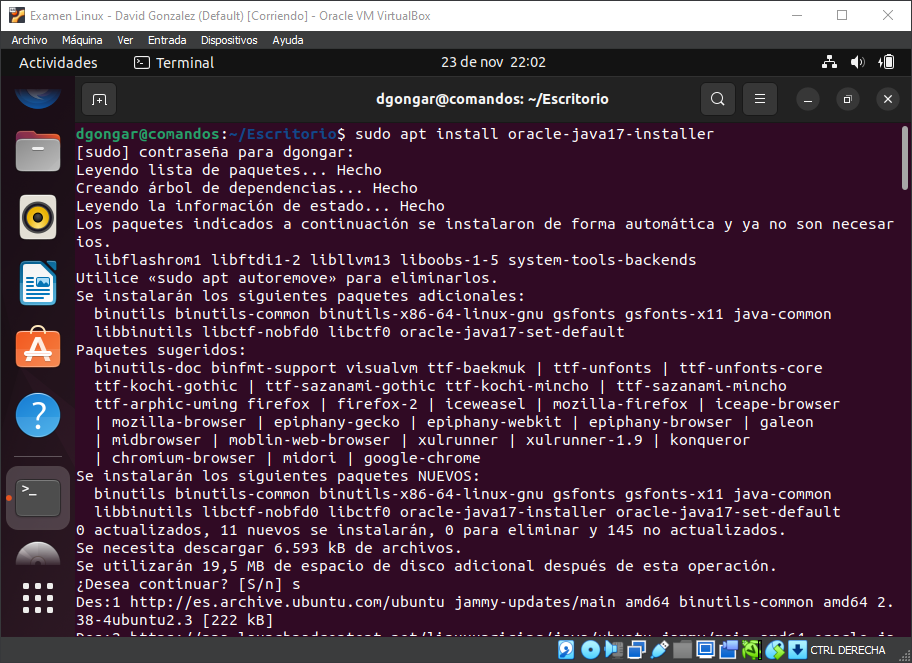 Examen Linux - David Gonzalez (Default) [Corriendo] - Oracle VM VirtualBox
Archivo Máquina Ver Entrada Dispositivos Ayuda
Actividades Terminal 23 de nov 22:02
dgongar@comandos: ~/Escritorio
dgongar@comandos:~/Escritorio$ sudo apt install oracle-java17-installer
[sudo] contraseña para dgongar:
Leyendo lista de paquetes... Hecho
Creando árbol de dependencias... Hecho
Leyendo la información de estado... Hecho
Los paquetes indicados a continuación se instalaron de forma automática y ya no son necesar
ios.
libflashrom1 libftdi1-2 libllvm13 liboobs-1-5 system-tools-backends
Utilice «sudo apt autoremove» para eliminarlos.
Se instalarán los siguientes paquetes adicionales:
binutils binutils-common binutils-x86-64-linux-gnu gsfonts gsfonts-x11 java-common
libbinutils libctf-nobfd0 libctf0 oracle-java17-set-default
Paquetes sugeridos:
binutils-doc binfmt-support visualvm ttf-baekmuk | ttf-unfonts | ttf-unfonts-core
ttf-kochi-gothic | ttf-sazanami-gothic ttf-kochi-mincho | ttf-sazanami-mincho
ttf-arphic-uming firefox | firefox-2 | iceweasel | mozilla-firefox | iceape-browser
| mozilla-browser | epiphany-gecko | epiphany-webkit | epiphany-browser | galeon
| midbrowser | moblin-web-browser | xulrunner | xulrunner-1.9 | konqueror
| chromium-browser | midori | google-chrome
Se instalarán los siguientes paquetes NUEVOS:
binutils binutils-common binutils-x86-64-linux-gnu gsfonts gsfonts-x11 java-common
libbinutils libctf-nobfd0 libctf0 oracle-java17-installer oracle-java17-set-default
0 actualizados, 11 nuevos se instalarán, 0 para eliminar y 145 no actualizados.
Se necesita descargar 6.593 kB de archivos.
Se utilizarán 19,5 MB de espacio de disco adicional después de esta operación.
¿Desea continuar? [S/n] s
Des:1 http://es.archive.ubuntu.com/ubuntu jammy-updates/main amd64 binutils-common amd64 2.
38-4ubuntu2.3 [222 kB]
CTRL DERECHA